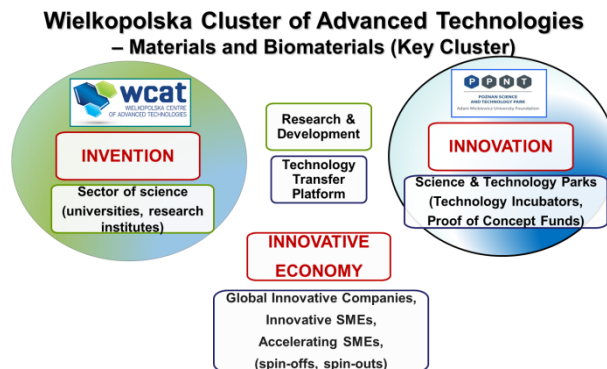 Wielkopolska Cluster of Advanced Technologies
– Materials and Biomaterials (Key Cluster)
wcat
WIELKOPOLSKA CENTRE
OF ADVANCED TECHNOLOGIES
INVENTION
Sector of science
(universities, research
institutes)
Research &
Development
Technology
Transfer
Platform
PPNT
POZNAN SCIENCE
AND TECHNOLOGY PARK
Adam Mickiewicz University Foundation
INNOVATION
Science & Technology Parks
(Technology Incubators,
Proof of Concept Funds)
INNOVATIVE
ECONOMY
Global Innovative Companies,
Innovative SMEs,
Accelerating SMEs,
(spin-offs, spin-outs)